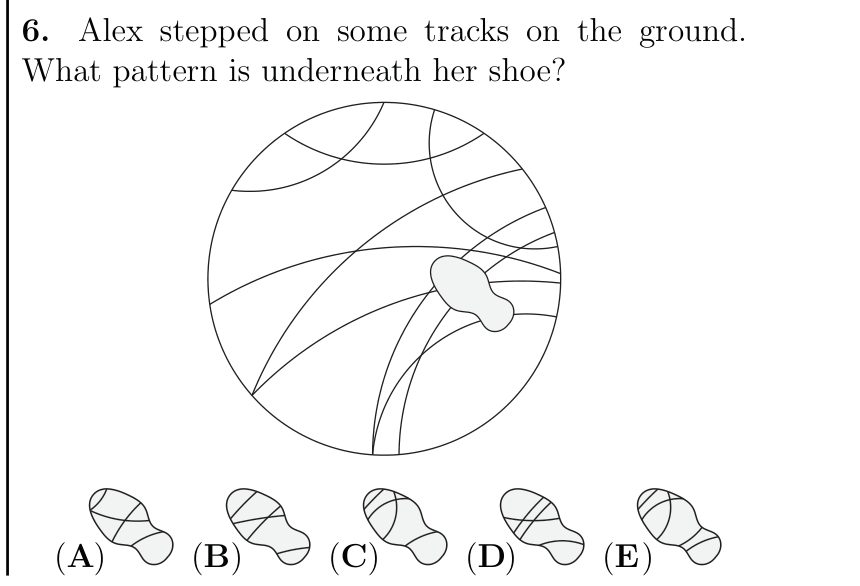 6. Alex stepped on some tracks on the ground.
What pattern is underneath her shoe?
(A) (B) (C) (D) (E)